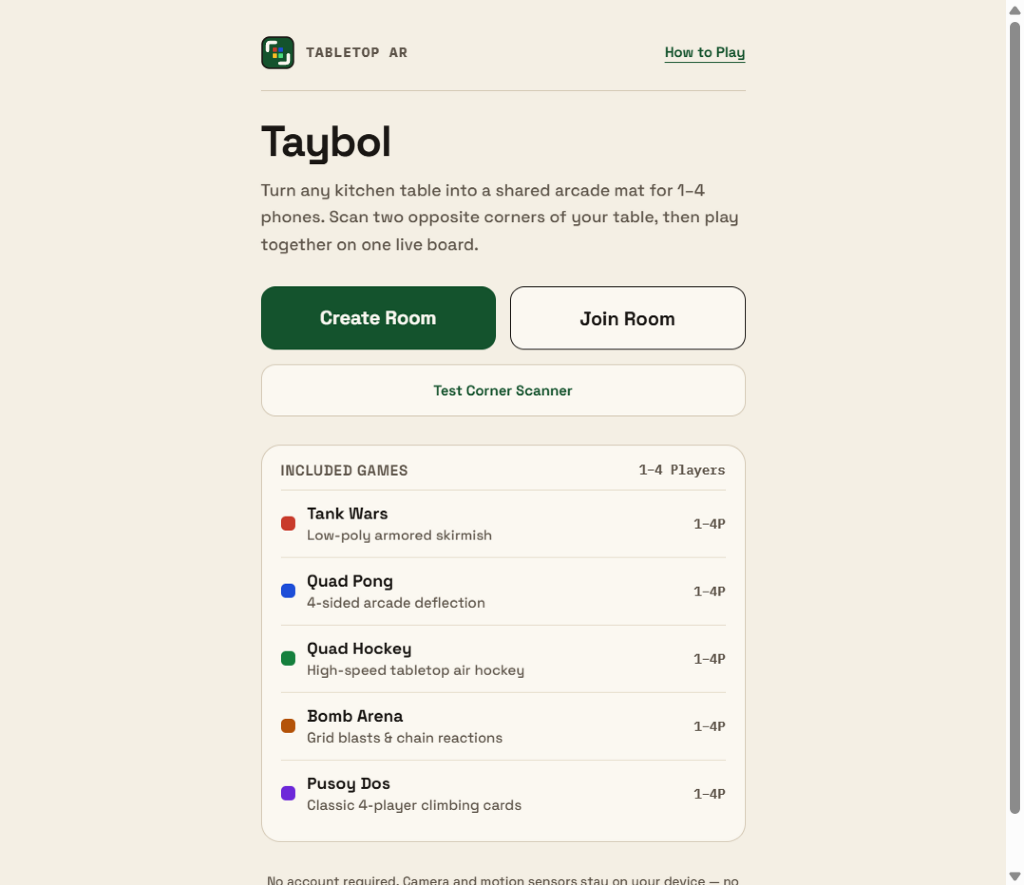 TABLETOP AR
How to Play
Taybol
Turn any kitchen table into a shared arcade mat for 1–4
phones. Scan two opposite corners of your table, then play
together on one live board.
Create Room
Join Room
Test Corner Scanner
INCLUDED GAMES
1–4 Players
Tank Wars
Low-poly armored skirmish
1–4P
Quad Pong
4-sided arcade deflection
1–4P
Quad Hockey
High-speed tabletop air hockey
1–4P
Bomb Arena
Grid blasts & chain reactions
1–4P
Pusoy Dos
Classic 4-player climbing cards
1–4P
No account required. Camera and motion sensors stay on your device — no